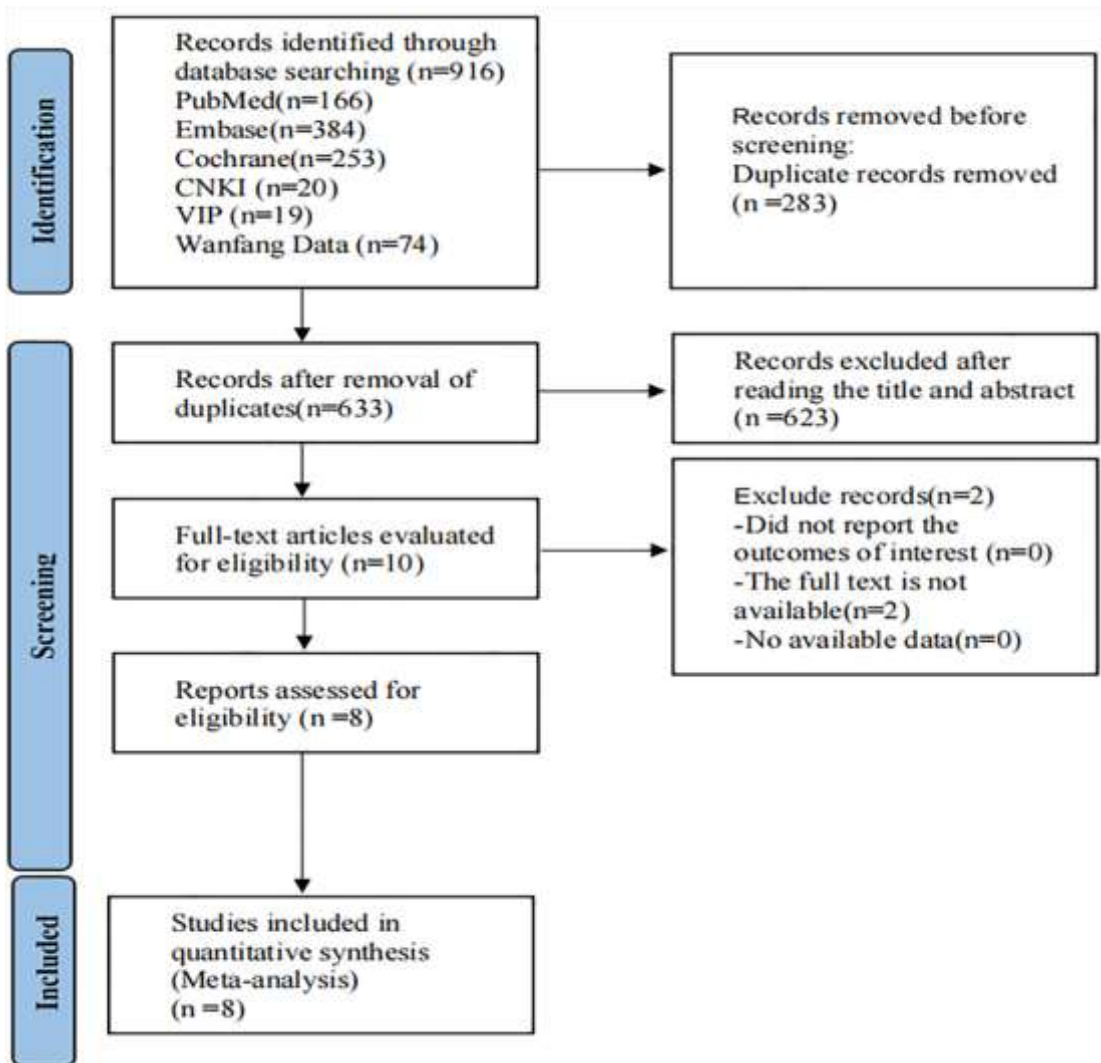 Identification
Records identified through
database searching (n=916)
PubMed(n=166)
Embase(n=384)
Cochrane(n=253)
CNKI (n=20)
VIP (n=19)
Wanfang Data (n=74)
Records removed before
screening:
Duplicate records removed
(n =283)
Screening
Records after removal of
duplicates(n=633)
Records excluded after
reading the title and abstract
(n =623)
Full-text articles evaluated
for eligibility (n=10)
Exclude records(n=2)
-Did not report the
outcomes of interest (n=0)
-The full text is not
available(n=2)
-No available data(n=0)
Reports assessed for
eligibility (n =8)
Included
Studies included in
quantitative synthesis
(Meta-analysis)
(n =8)